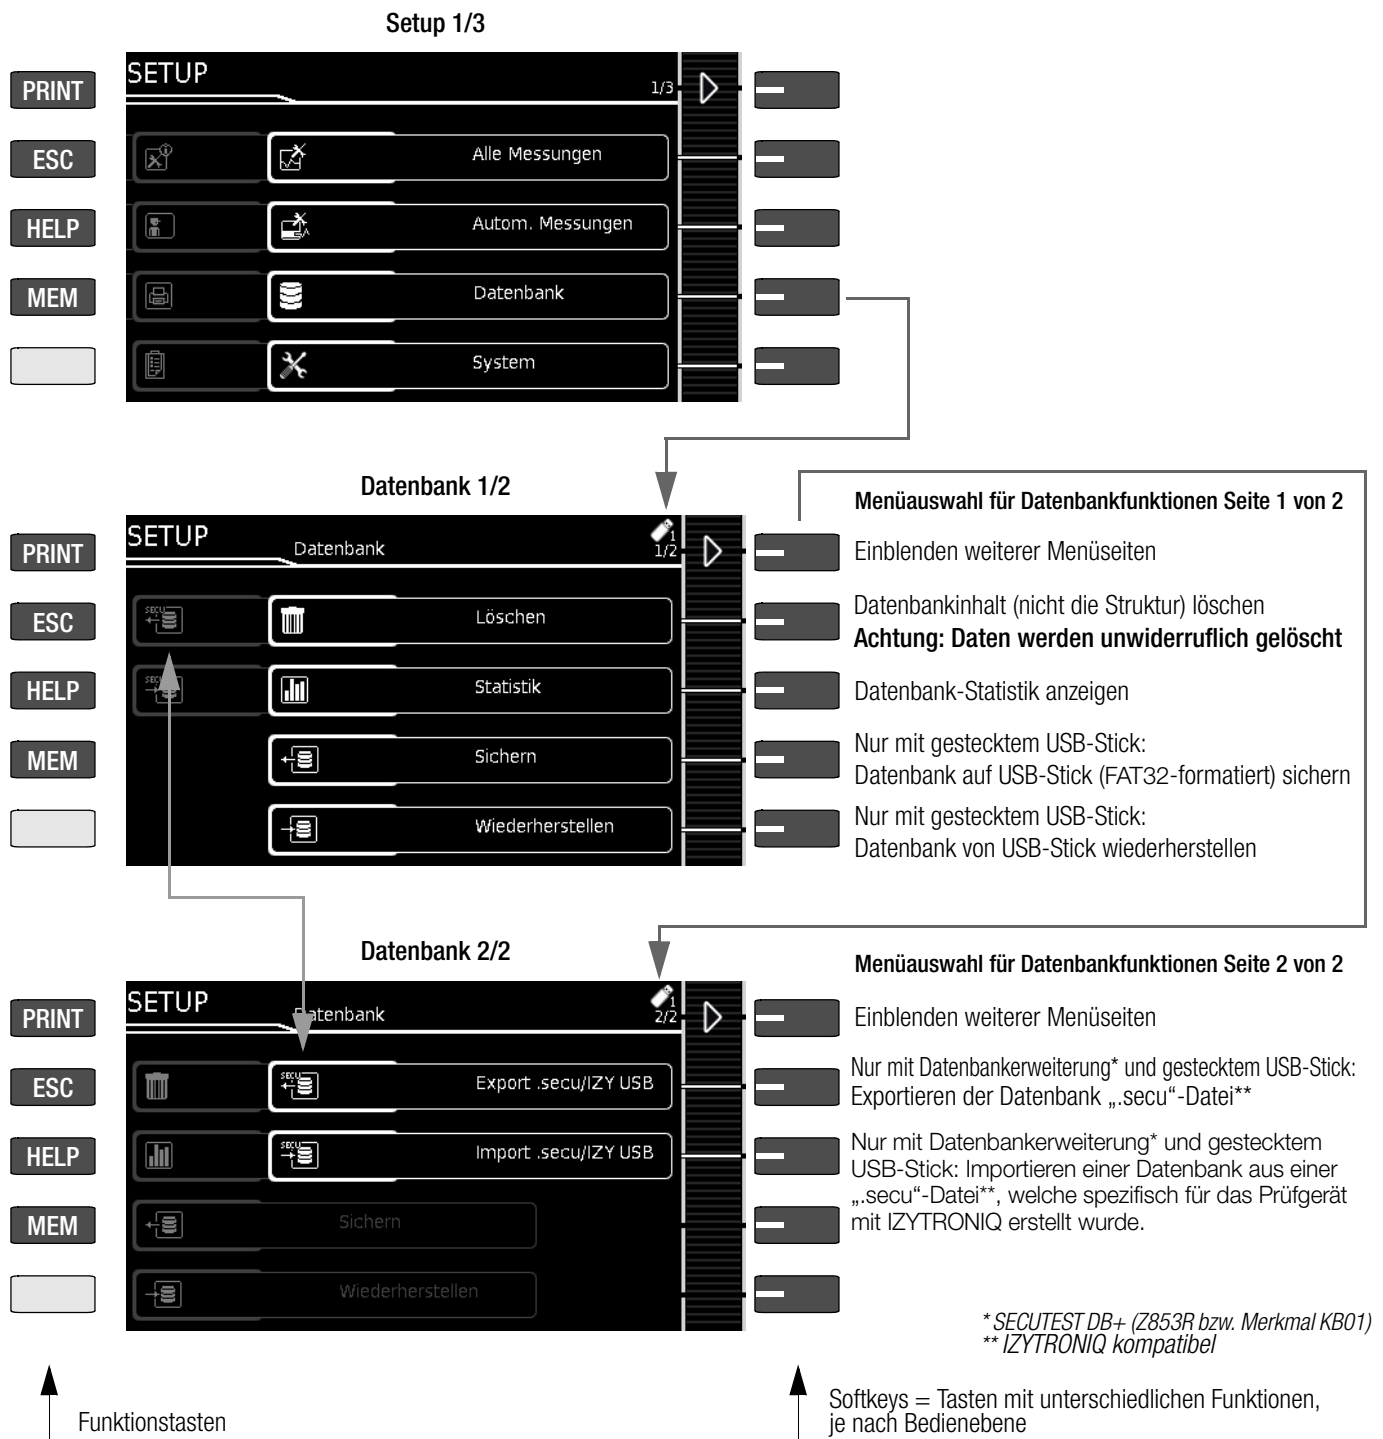 Setup 1/3
PRINT
SETUP
1/3
ESC
Alle Messungen
HELP
Autom. Messungen
MEM
Datenbank
System
Datenbank 1/2
Menüauswahl für Datenbankfunktionen Seite 1 von 2
PRINT
SETUP
Datenbank
1
1/2
Einblenden weiterer Menüseiten
ESC
SECU
Löschen
Datenbankinhalt (nicht die Struktur) löschen
Achtung: Daten werden unwiderruflich gelöscht
HELP
SECU
Statistik
Datenbank-Statistik anzeigen
MEM
Sichern
Nur mit gestecktem USB-Stick:
Datenbank auf USB-Stick (FAT32-formatiert) sichern
Wiederherstellen
Nur mit gestecktem USB-Stick:
Datenbank von USB-Stick wiederherstellen
Datenbank 2/2
Menüauswahl für Datenbankfunktionen Seite 2 von 2
PRINT
SETUP
Datenbank
1
2/2
Einblenden weiterer Menüseiten
ESC
SECU
Export .secu/IZY USB
Nur mit Datenbankerweiterung* und gestecktem USB-Stick:
Exportieren der Datenbank „.secu“-Datei**
HELP
SECU
Import .secu/IZY USB
Nur mit Datenbankerweiterung* und gestecktem
USB-Stick: Importieren einer Datenbank aus einer
„.secu“-Datei**, welche spezifisch für das Prüfgerät
mit IZYTRONIQ erstellt wurde.
MEM
Sichern
Wiederherstellen
* SECUTEST DB+ (Z853R bzw. Merkmal KB01)
** IZYTRONIQ kompatibel
Funktionstasten
Softkeys = Tasten mit unterschiedlichen Funktionen,
je nach Bedienebene